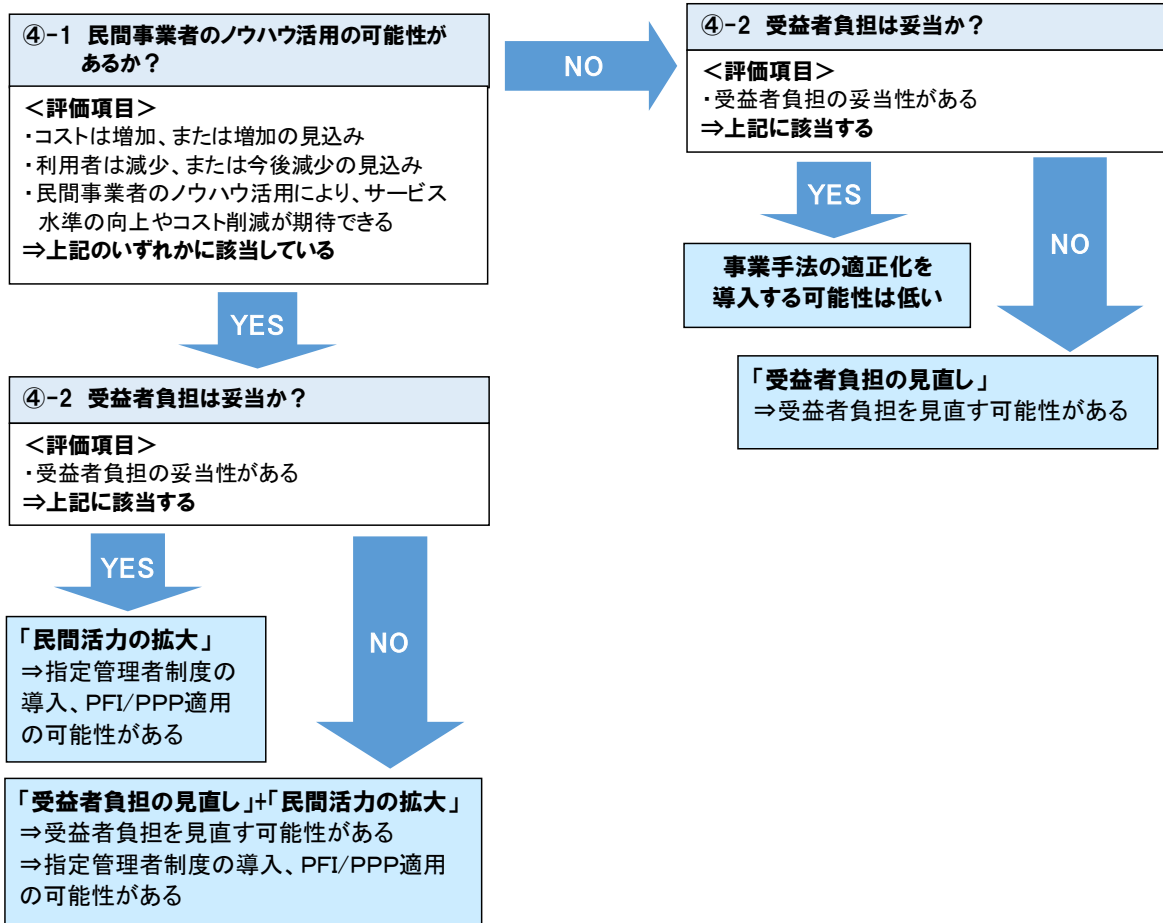 ④-1 民間事業者のノウハウ活用の可能性が
あるか？
＜評価項目＞
・コストは増加、または増加の見込み
・利用者は減少、または今後減少の見込み
・民間事業者のノウハウ活用により、サービス
水準の向上やコスト削減が期待できる
⇒上記のいずれかに該当している
NO
④-2 受益者負担は妥当か？
＜評価項目＞
・受益者負担の妥当性がある
⇒上記に該当する
YES
事業手法の適正化を
導入する可能性は低い
NO
「受益者負担の見直し」
⇒受益者負担を見直す可能性がある
YES
④-2 受益者負担は妥当か？
＜評価項目＞
・受益者負担の妥当性がある
⇒上記に該当する
YES
「民間活力の拡大」
⇒指定管理者制度の
導入、PFI/PPP適用
の可能性がある
NO
「受益者負担の見直し」+「民間活力の拡大」
⇒受益者負担を見直す可能性がある
⇒指定管理者制度の導入、PFI/PPP適用
の可能性がある